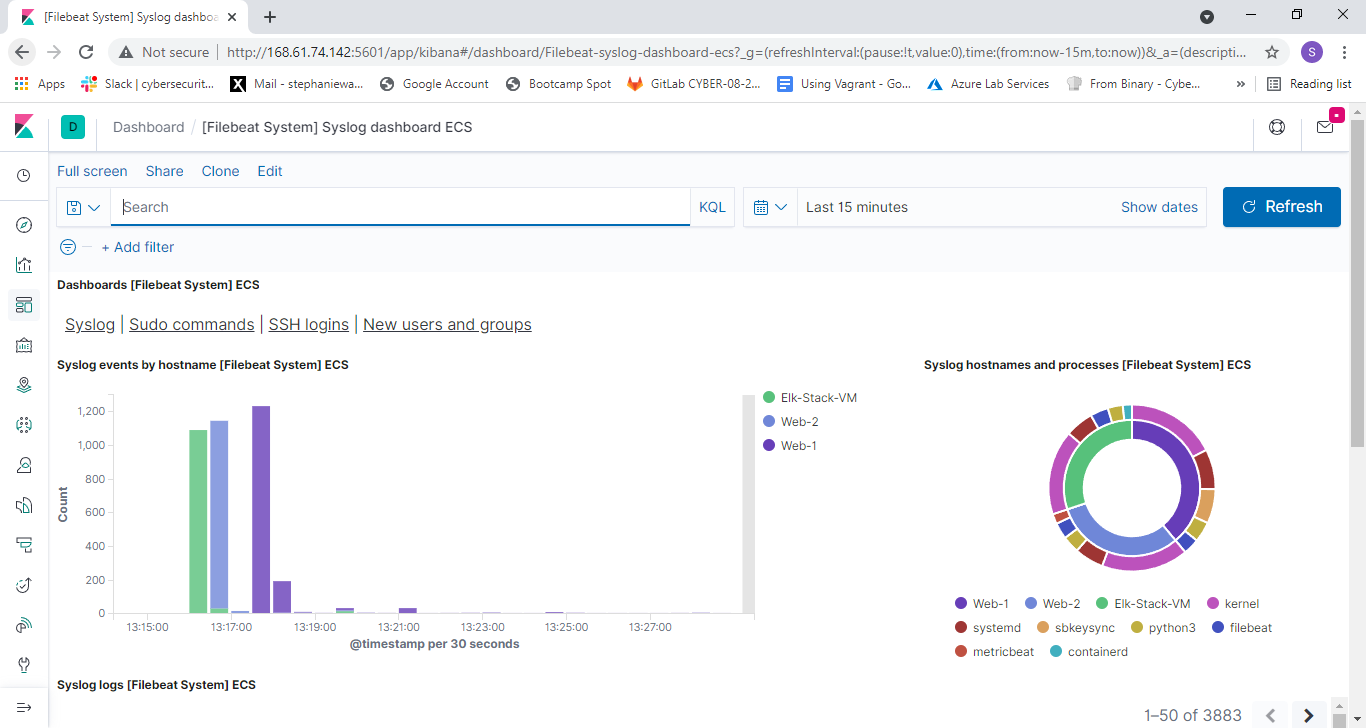 [Filebeat System] Syslog dashboa
Not secure http://168.61.74.142:5601/app/kibana#/dashboard/Filebeat-syslog-dashboard-ecs?_g=(refreshInterval:(pause:!t,value:0),time:(from:now-15m,to:now))&_a=(descripti... S
Apps Slack | cybersecurit... X Mail - stephaniewa... Google Account Bootcamp Spot GitLab CYBER-08-2... Using Vagrant - Go... Azure Lab Services From Binary - Cybe... » Reading list
D Dashboard / [Filebeat System] Syslog dashboard ECS
Full screen Share Clone Edit
Search KQL Last 15 minutes Show dates Refresh
+ Add filter
Dashboards [Filebeat System] ECS
Syslog | Sudo commands | SSH logins | New users and groups
Syslog events by hostname [Filebeat System] ECS
1,200
1,000
800
600
400
200
0
Count
13:15:00 13:17:00 13:19:00 13:21:00 13:23:00 13:25:00 13:27:00
@timestamp per 30 seconds
Elk-Stack-VM
Web-2
Web-1
Syslog hostnames and processes [Filebeat System] ECS
Web-1 Web-2 Elk-Stack-VM kernel
systemd sbkeysync python3 filebeat
metricbeat containerd
Syslog logs [Filebeat System] ECS
1–50 of 3883